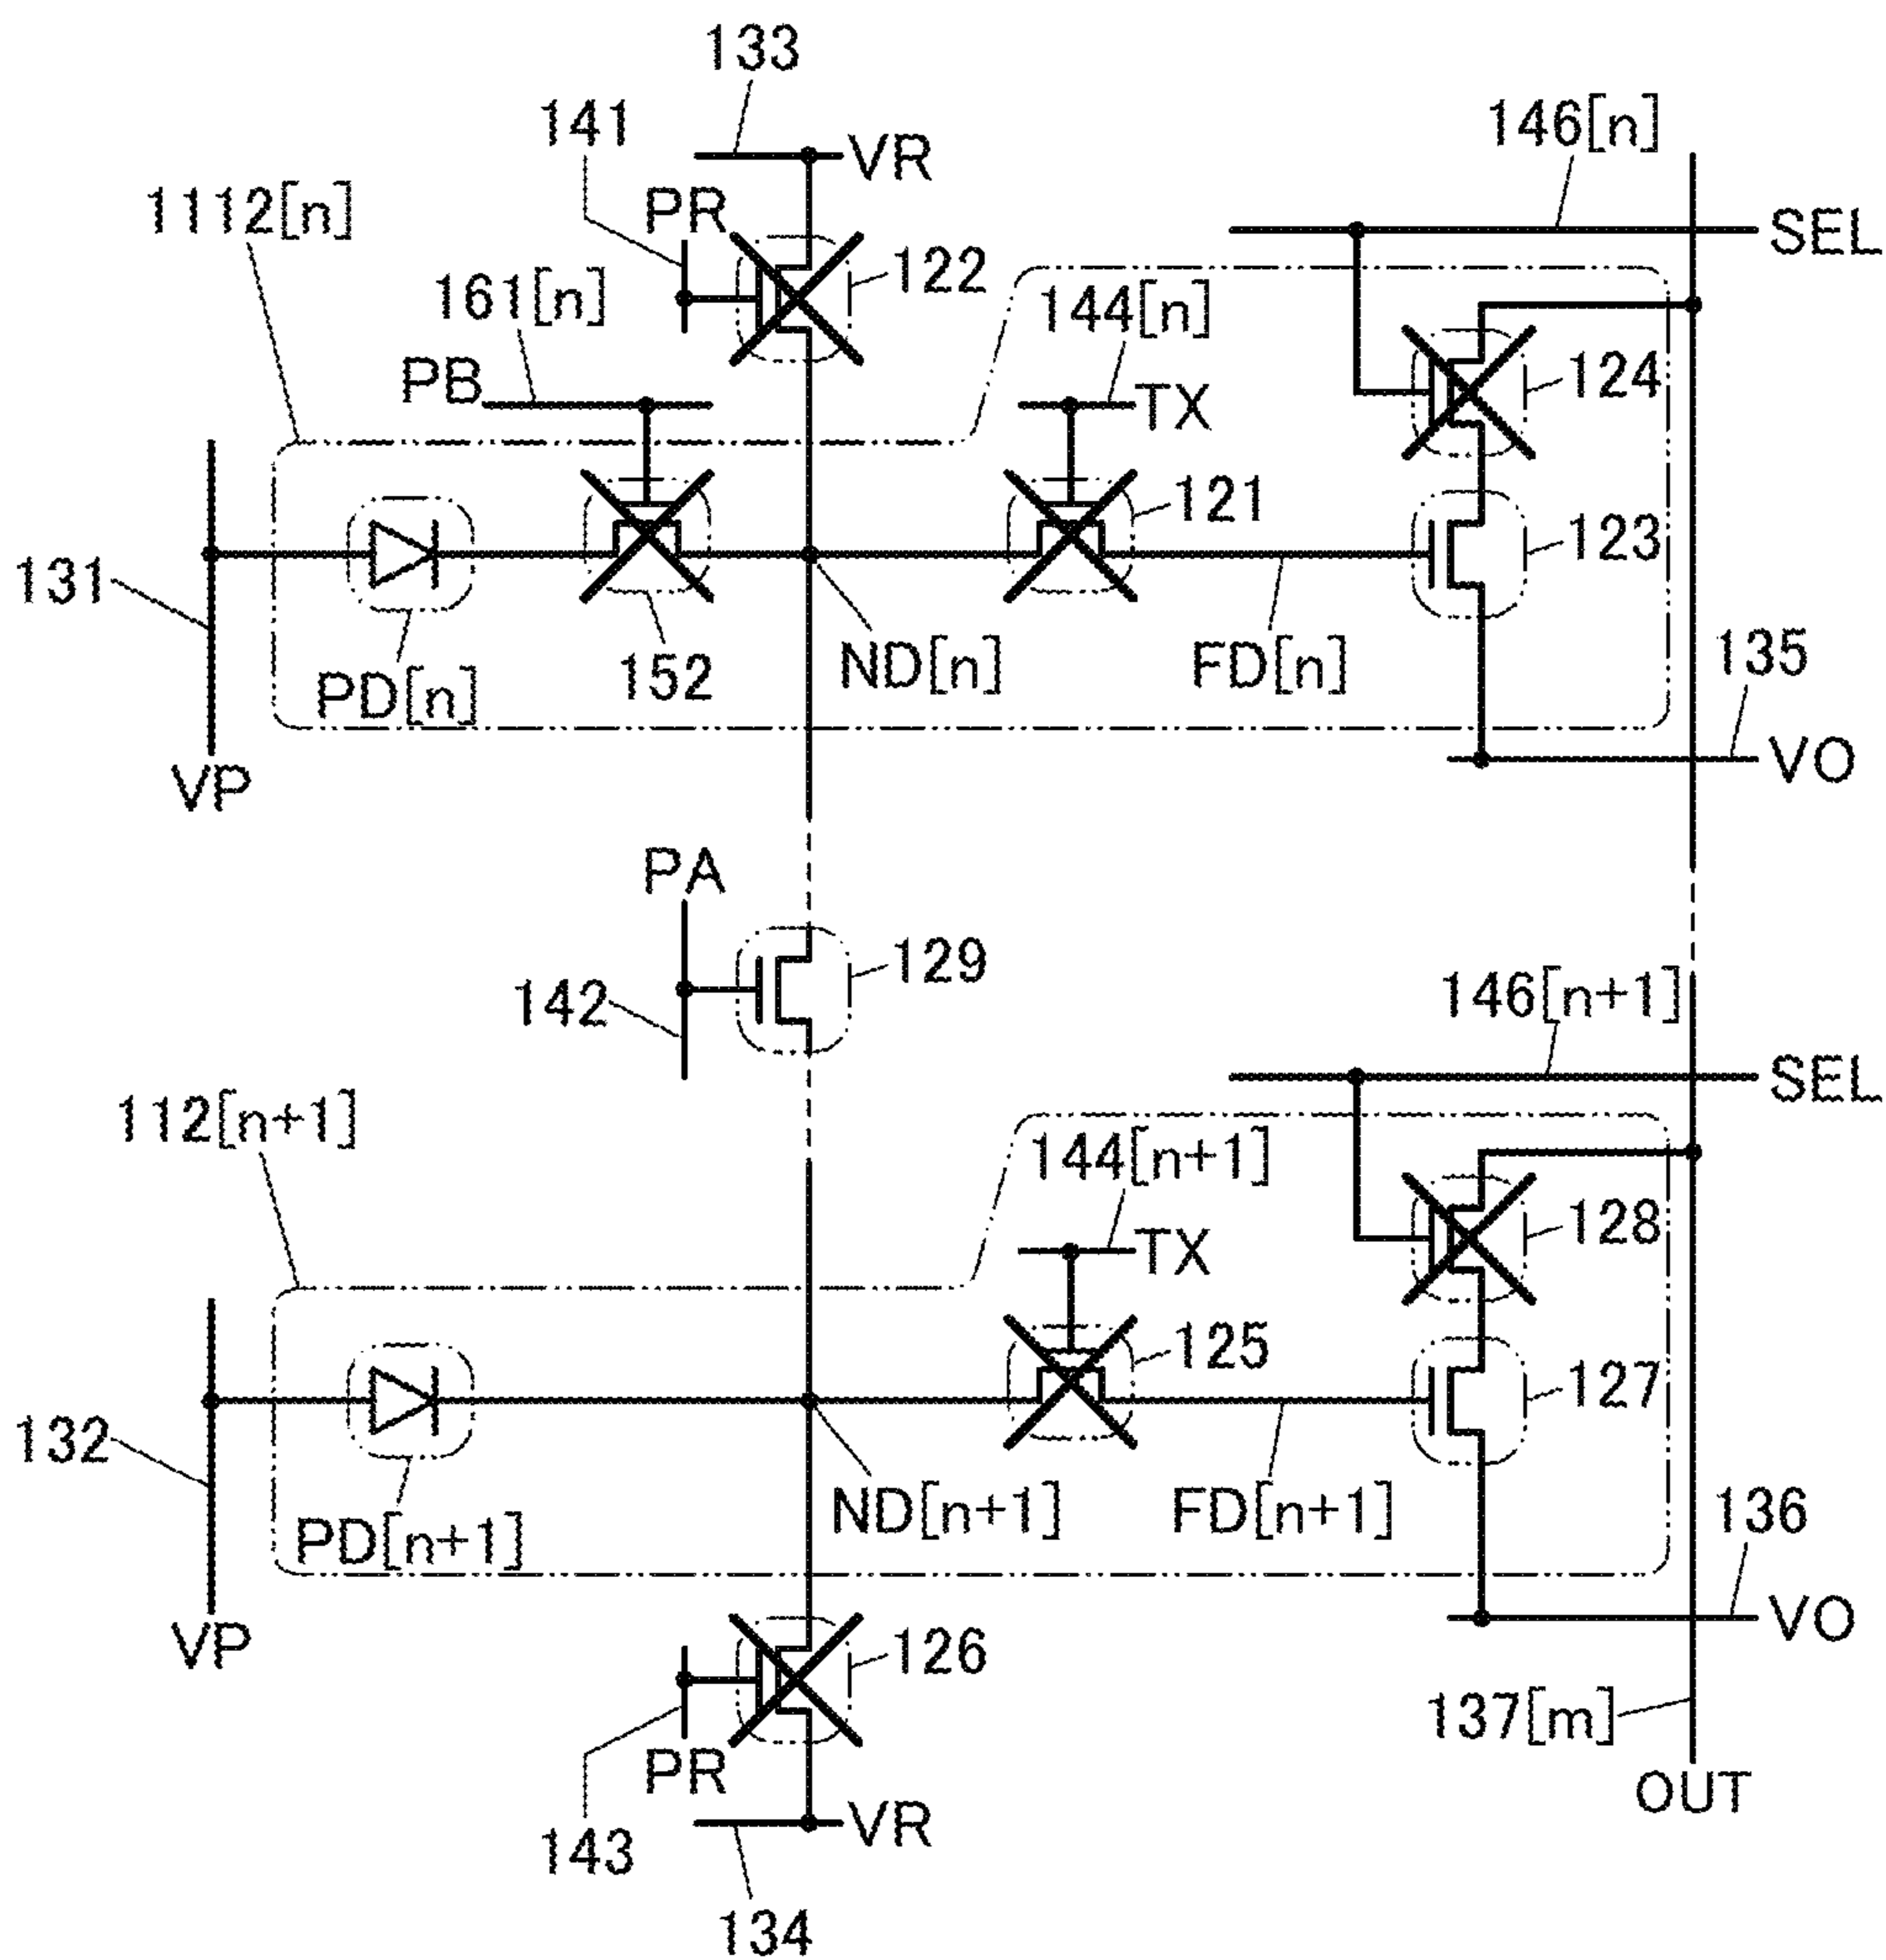 133
141
VR
146[n]
1112[n]
PR
SEL
122
161[n]
144[n]
PB
TX
124
121
123
131
ND[n]
FD[n]
135
152
PD[n]
VP
VO
PA
129
142
146[n+1]
SEL
112[n+1]
144[n+1]
TX
128
125
127
132
ND[n+1]
FD[n+1]
136
PD[n+1]
VP
VO
126
137[m]
PR
OUT
143
VR
134